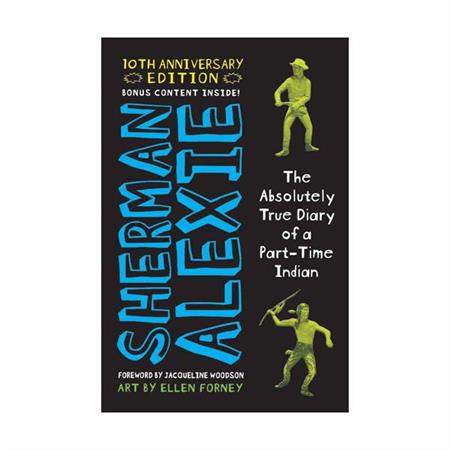 10TH ANNIVERSARY
EDITION
BONUS CONTENT INSIDE!
SHERMAN
ALEXIE
The
Absolutely
True Diary
of a
Part-Time
Indian
FOREWORD BY JACQUELINE WOODSON
ART BY ELLEN FORNEY